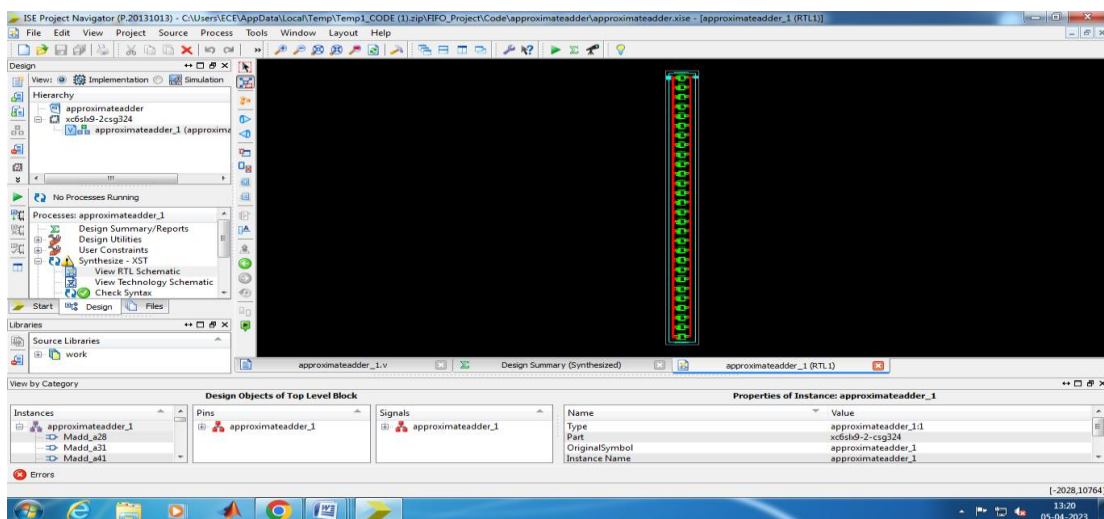 ISE Project Navigator (P.20131013) - C:\Users\ECE\AppData\Local\Temp\Temp1_CODE (1).zip\FIFO_Project\Code\approximateadder\approximateadder.xise - [approximateadder_1 (RTL1)]
File Edit View Project Source Process Tools Window Layout Help
Design
View: Implementation Simulation
Hierarchy
approximateadder
xc6slx9-2csg324
approximateadder_1 (approxima
No Processes Running
Processes: approximateadder_1
Design Summary/Reports
Design Utilities
User Constraints
Synthesize - XST
View RTL Schematic
View Technology Schematic
Check Syntax
Start Design Files
Libraries
Source Libraries
work
approximateadder_1.v Design Summary (Synthesized) approximateadder_1 (RTL1)
View by Category
Design Objects of Top Level Block Properties of Instance: approximateadder_1
Instances Pins Signals Name Value
approximateadder_1 approximateadder_1 approximateadder_1 Type approximateadder_1:1
Madd_a28 Part xc6slx9-2-csg324
Madd_a31 OriginalSymbol approximateadder_1
Madd_a41 Instance Name approximateadder_1
Errors
[-2028,10764]
13:20
05-04-2023